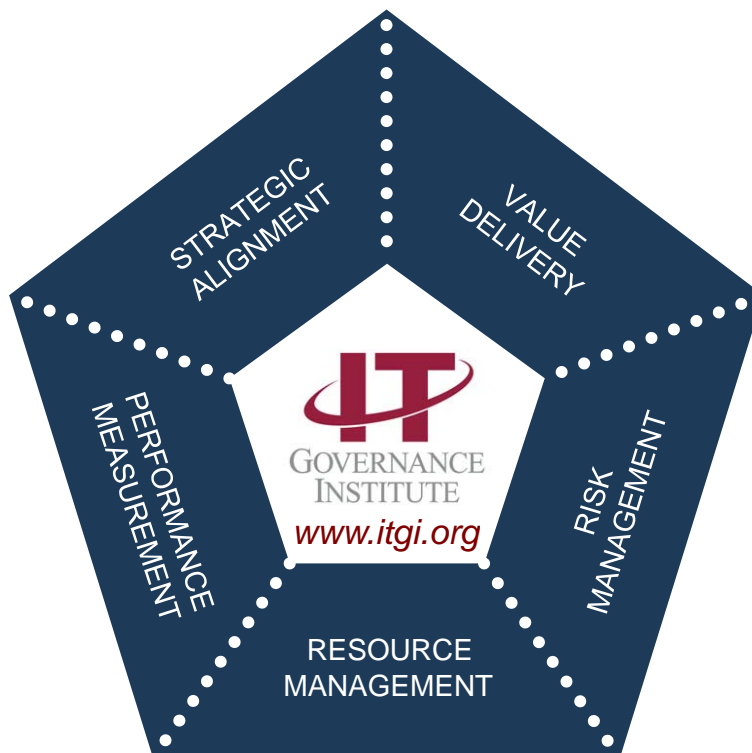 STRATEGIC
ALIGNMENT
VALUE
DELIVERY
PERFORMANCE
MEASUREMENT
IT
GOVERNANCE
INSTITUTE
www.itgi.org
RISK
MANAGEMENT
RESOURCE
MANAGEMENT